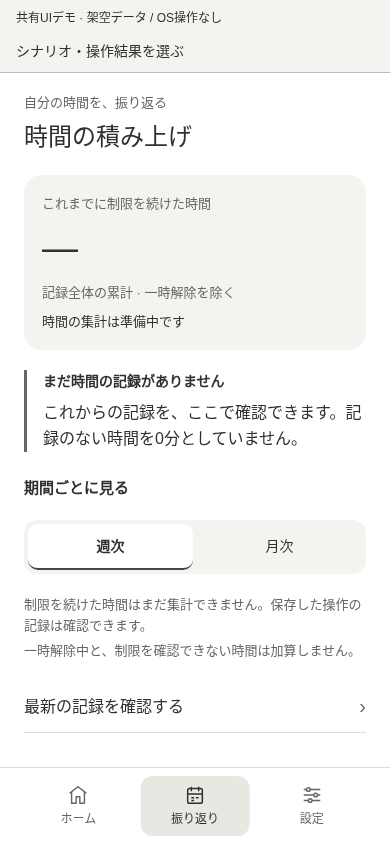 共有UIデモ · 架空データ / OS操作なし
シナリオ・操作結果を選ぶ
自分の時間を、振り返る
時間の積み上げ
これまでに制限を続けた時間
—
記録全体の累計 · 一時解除を除く
時間の集計は準備中です
まだ時間の記録がありません
これからの記録を、ここで確認できます。記
録のない時間を0分としていません。
期間ごとに見る
週次
月次
制限を続けた時間はまだ集計できません。保存した操作の
記録は確認できます。
一時解除中と、制限を確認できない時間は加算しません。
最新の記録を確認する ›
ホーム
振り返り
設定